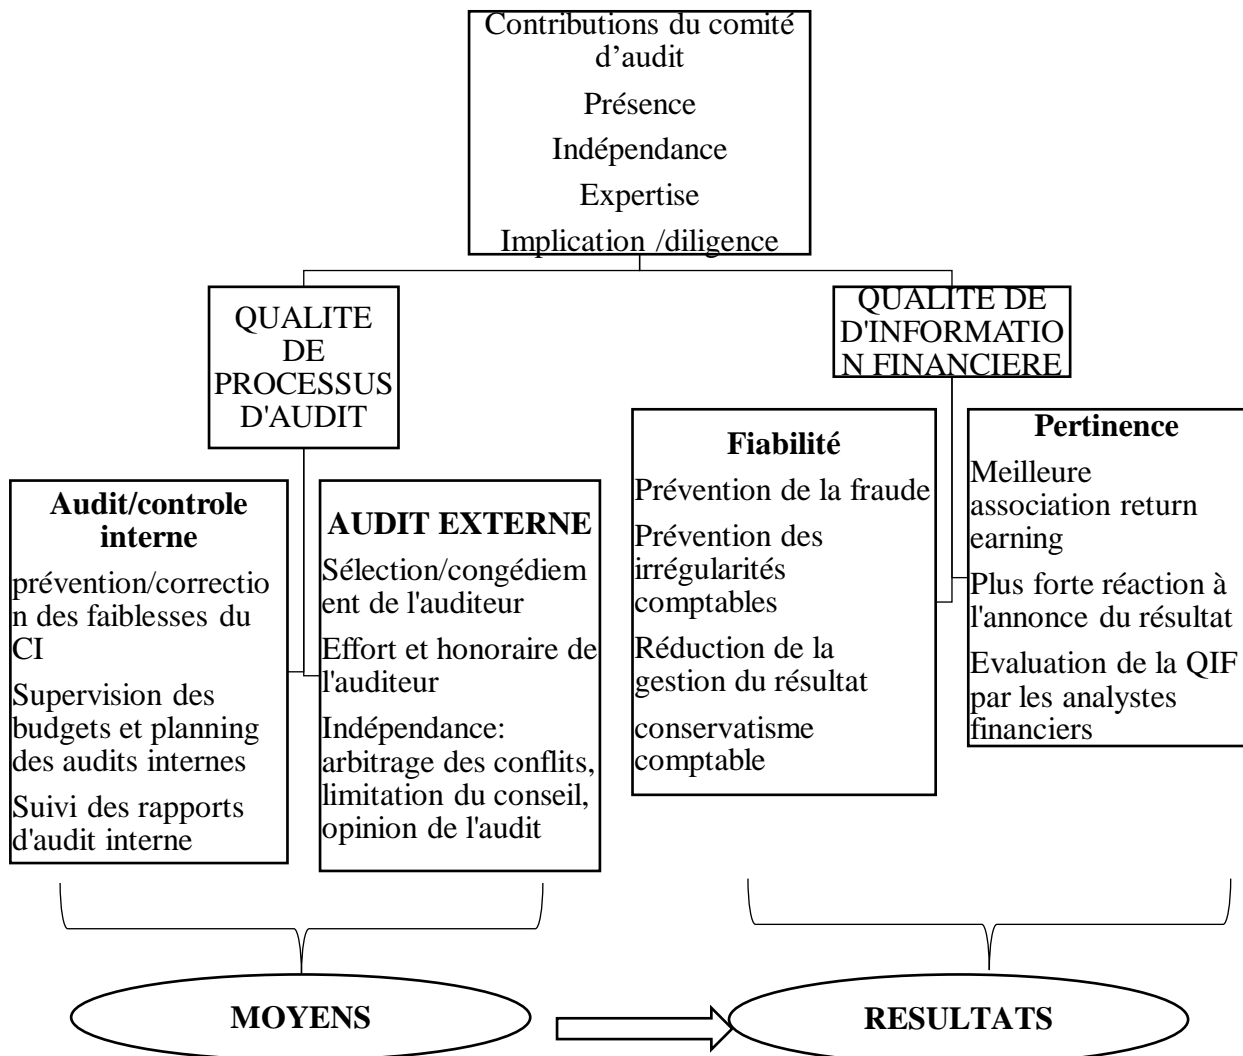 Contributions du comité
d’audit
Présence
Indépendance
Expertise
Implication /diligence
QUALITE
DE
PROCESSUS
D'AUDIT
QUALITE DE
D'INFORMATIO
N FINANCIERE
Audit/controle
interne
prévention/correctio
n des faiblesses du
CI
Supervision des
budgets et planning
des audits internes
Suivi des rapports
d'audit interne
AUDIT EXTERNE
Sélection/congédiem
ent de l'auditeur
Effort et honoraire de
l'auditeur
Indépendance:
arbitrage des conflits,
limitation du conseil,
opinion de l'audit
Fiabilité
Prévention de la fraude
Prévention des
irrégularités
comptables
Réduction de la
gestion du résultat
conservatisme
comptable
Pertinence
Meilleure
association return
earning
Plus forte réaction à
l'annonce du résultat
Evaluation de la QIF
par les analystes
financiers
MOYENS
RESULTATS